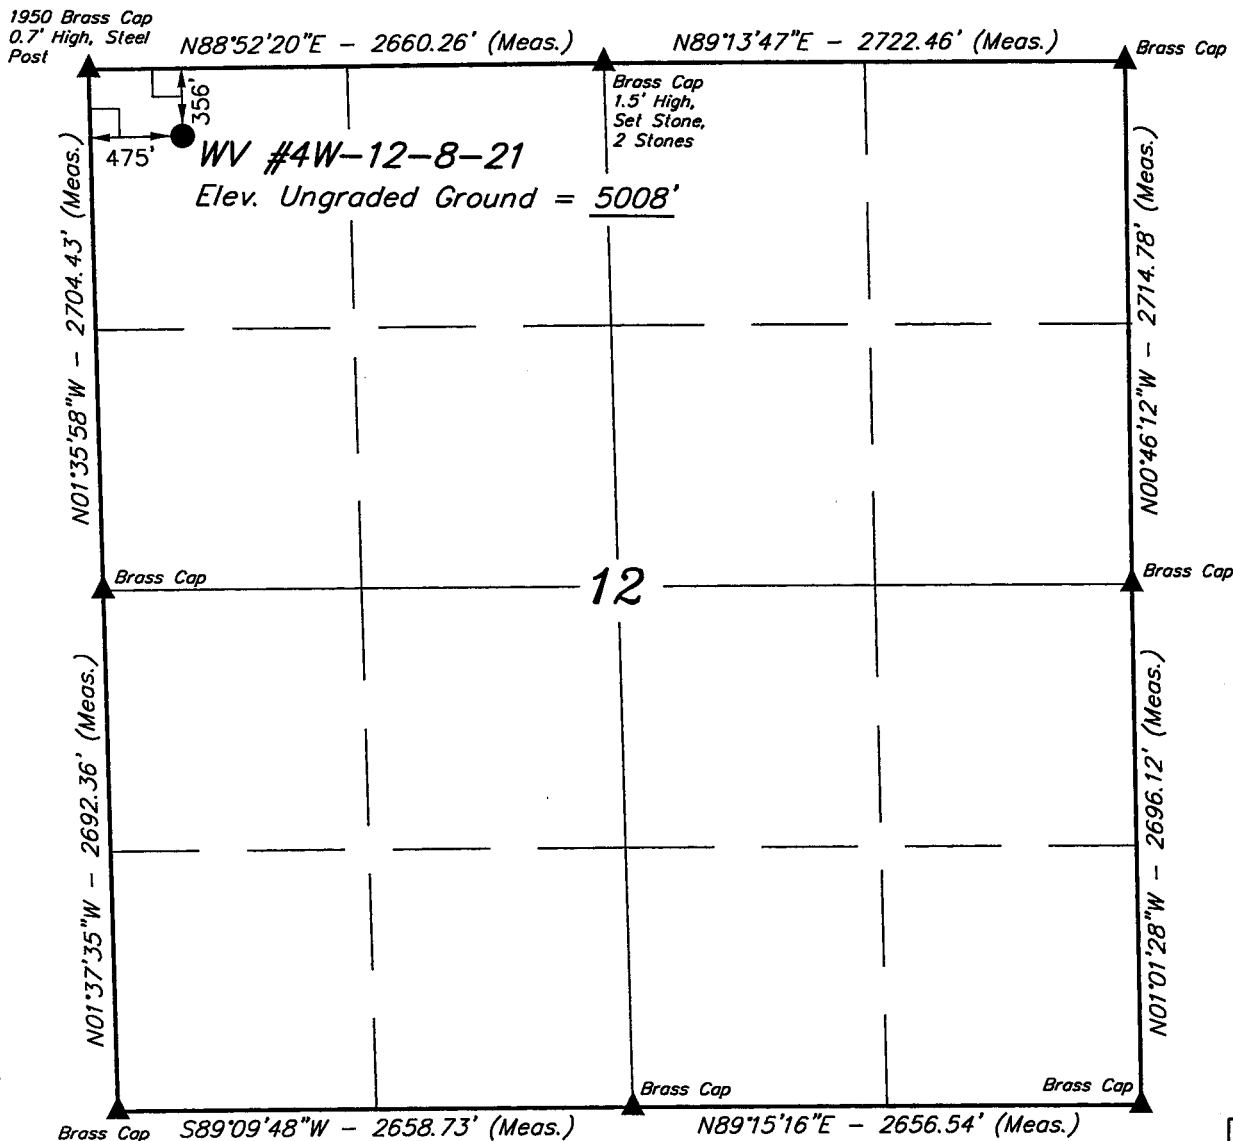 1950 Brass Cap
0.7' High, Steel
Post
N88°52'20"E - 2660.26' (Meas.)
N89°13'47"E - 2722.46' (Meas.)
Brass Cap
Brass Cap
1.5' High,
Set Stone,
2 Stones
356'
475'
WV #4W-12-8-21
Elev. Ungraded Ground = 5008'
N01°35'58"W - 2704.43' (Meas.)
N00°46'12"W - 2714.78' (Meas.)
Brass Cap
12
Brass Cap
N01°37'35"W - 2692.36' (Meas.)
N01°01'28"W - 2696.12' (Meas.)
Brass Cap
Brass Cap
Brass Cap
S89°09'48"W - 2658.73' (Meas.)
N89°15'16"E - 2656.54' (Meas.)